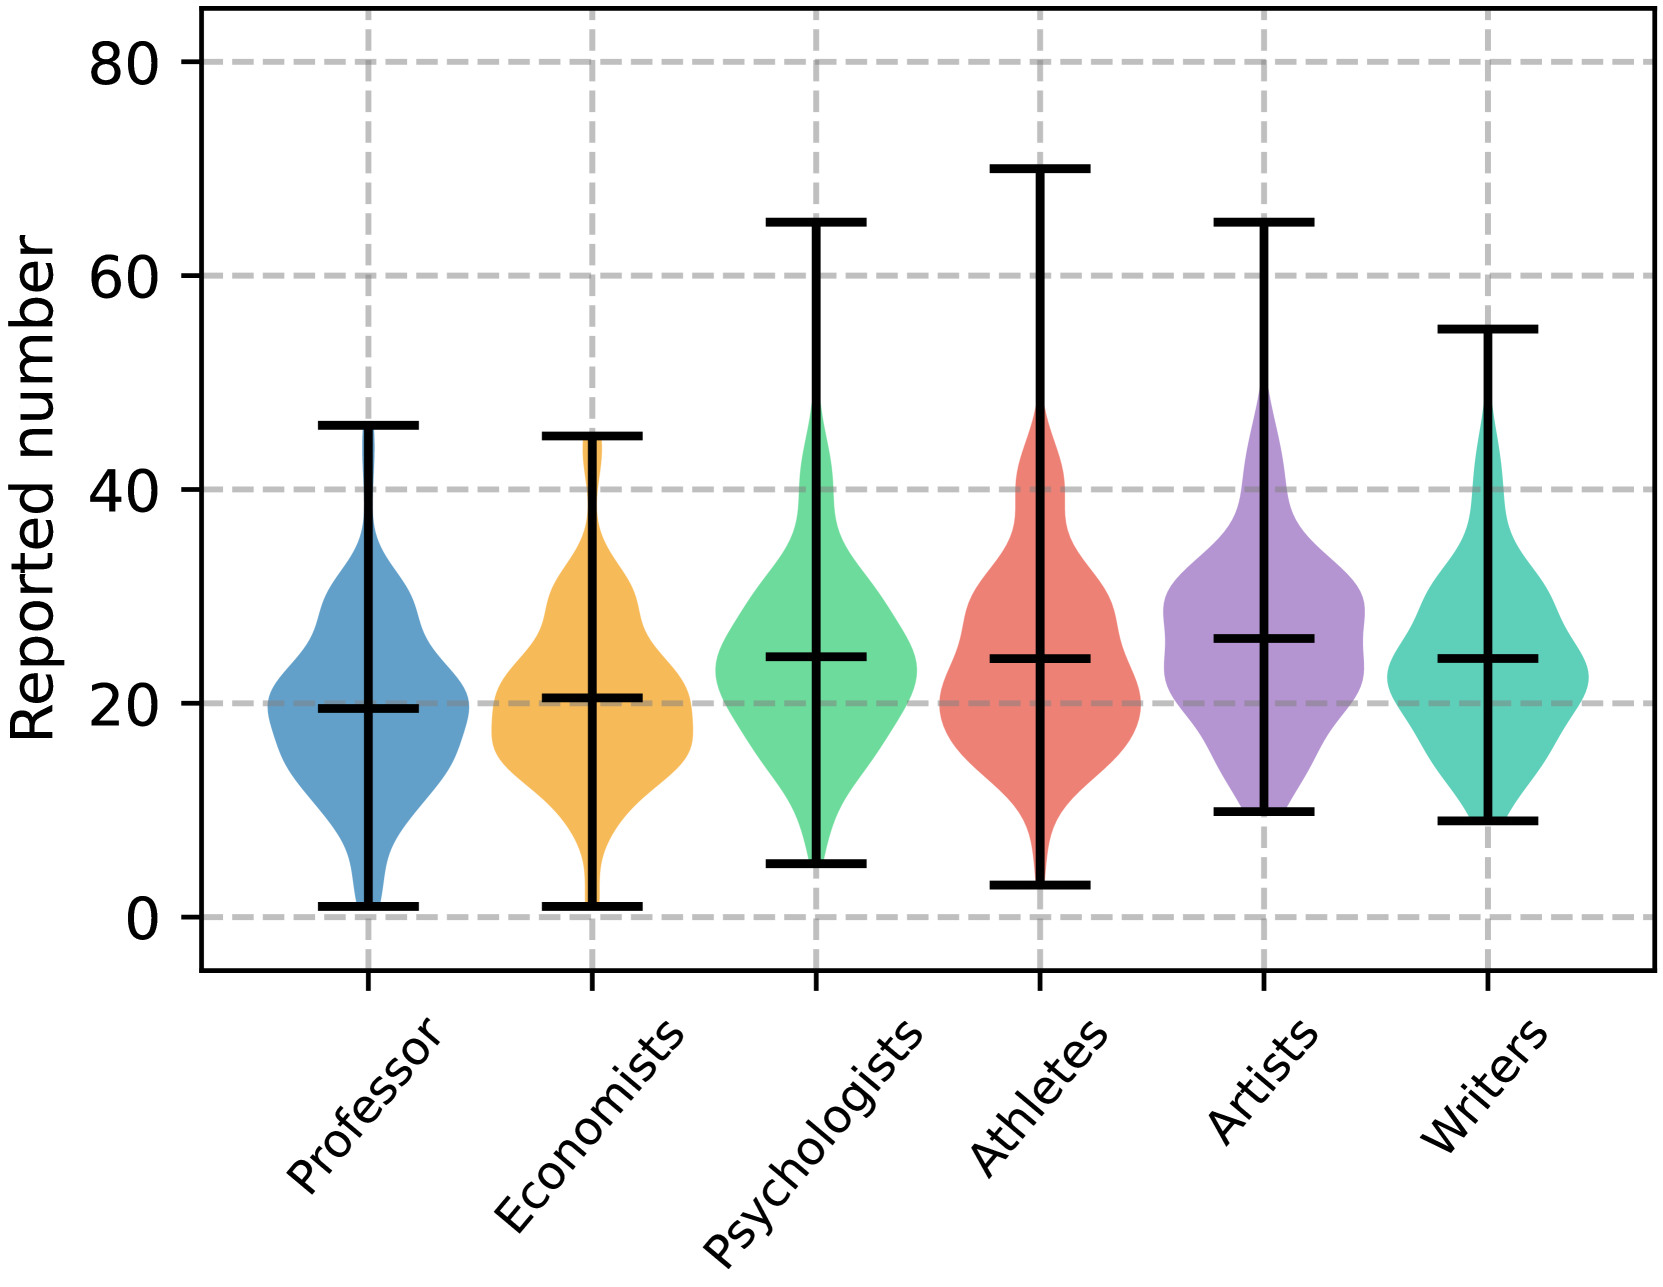 Reported number
80
60
40
20
0
Professor
Economists
Psychologists
Athletes
Artists
Writers